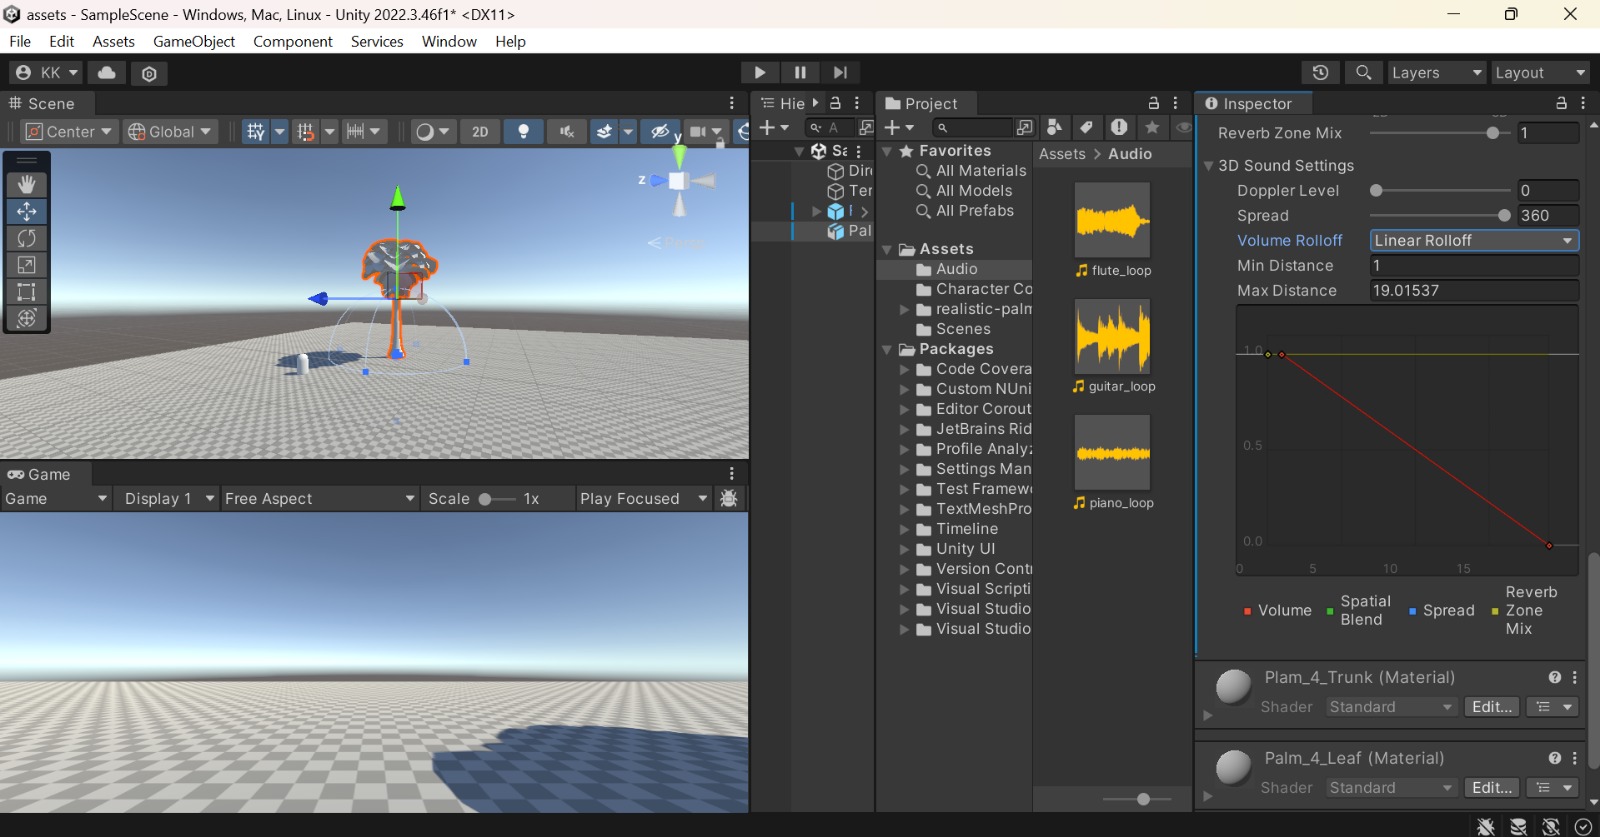 assets - SampleScene - Windows, Mac, Linux - Unity 2022.3.46f1* <DX11>
File Edit Assets GameObject Component Services Window Help
KK
Layers Layout
Scene
Center Global 2D
y
z
Persp
Game
Game Display 1 Free Aspect Scale 1x Play Focused
Hie
A
Sa
Dir
Ter
Pal
Project
Favorites
All Materials
All Models
All Prefabs
Assets
Audio
Character Co
realistic-palm
Scenes
Packages
Code Covera
Custom NUni
Editor Corout
JetBrains Rid
Profile Analyz
Settings Man
Test Framew
TextMeshPro
Timeline
Unity UI
Version Cont
Visual Scripti
Visual Studio
Visual Studio
Assets > Audio
flute_loop
guitar_loop
piano_loop
Inspector
Reverb Zone Mix 1
3D Sound Settings
Doppler Level 0
Spread 360
Volume Rolloff Linear Rolloff
Min Distance 1
Max Distance 19.01537
1.0
0.5
0.0
0 5 10 15
Volume
Spatial Blend
Spread
Reverb Zone Mix
Plam_4_Trunk (Material)
Shader Standard Edit...
Palm_4_Leaf (Material)
Shader Standard Edit...